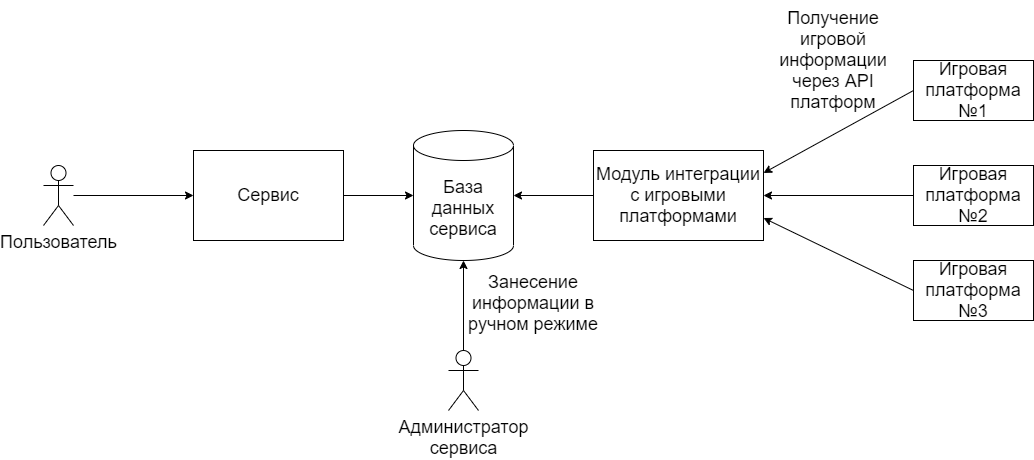 Получение
игровой
информации
через API
платформ
Игровая
платформа
№1
Пользователь
Сервис
База
данных
сервиса
Модуль интеграции
с игровыми
платформами
Игровая
платформа
№2
Занесение
информации в
ручном режиме
Игровая
платформа
№3
Администратор
сервиса